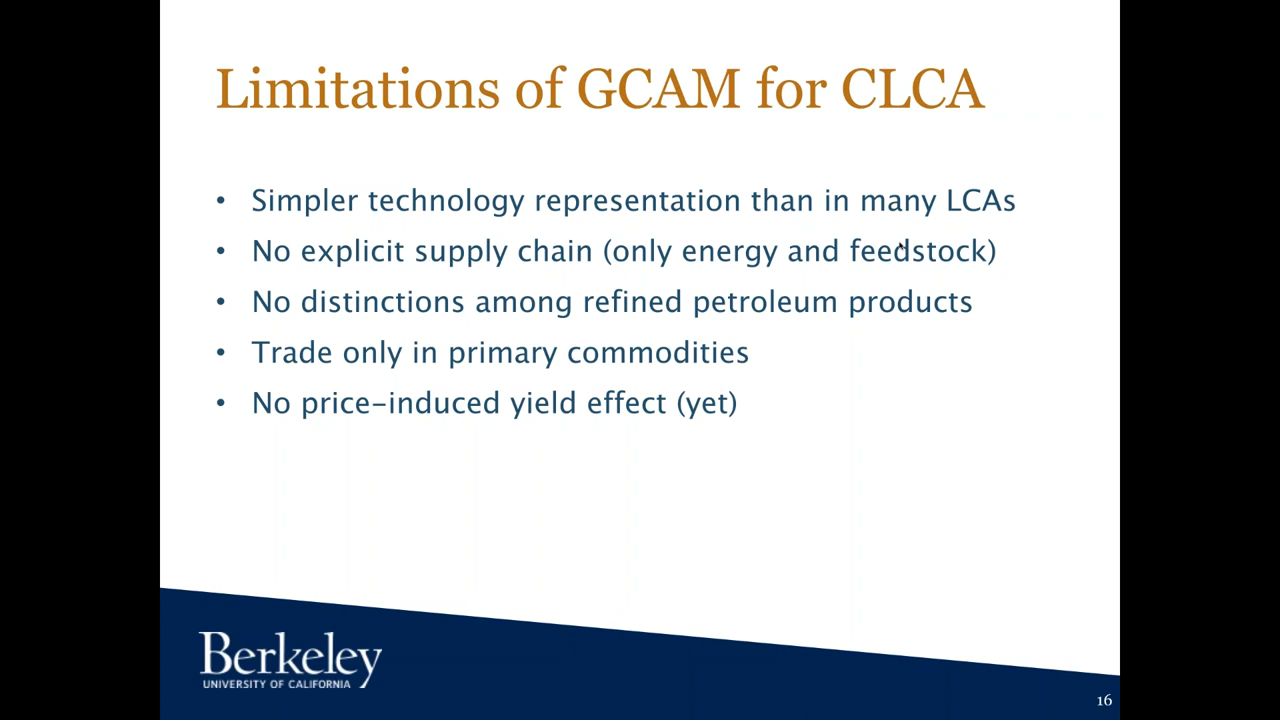 Limitations of GCAM for CLCA
• Simpler technology representation than in many LCAs
• No explicit supply chain (only energy and feedstock)
• No distinctions among refined petroleum products
• Trade only in primary commodities
• No price-induced yield effect (yet)
Berkeley
UNIVERSITY OF CALIFORNIA
16